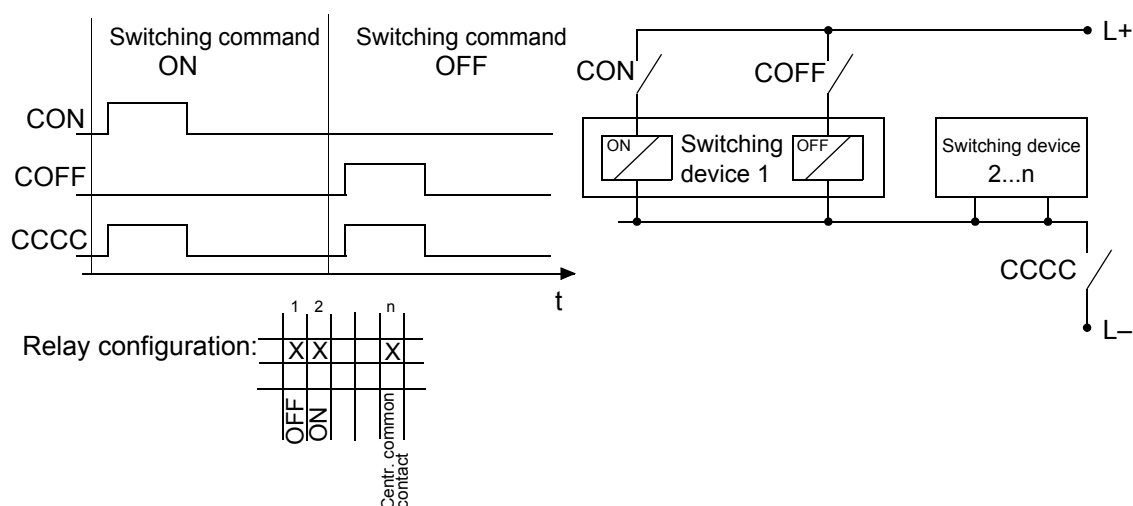 Switching command
ON
Switching command
OFF
CON
COFF
CCCC
t
L+
CON
COFF
ON
Switching
device 1
OFF
Switching device
2...n
CCCC
L–
Relay configuration:
1 2 n
X X X
OFF
ON
Centr. common
contact